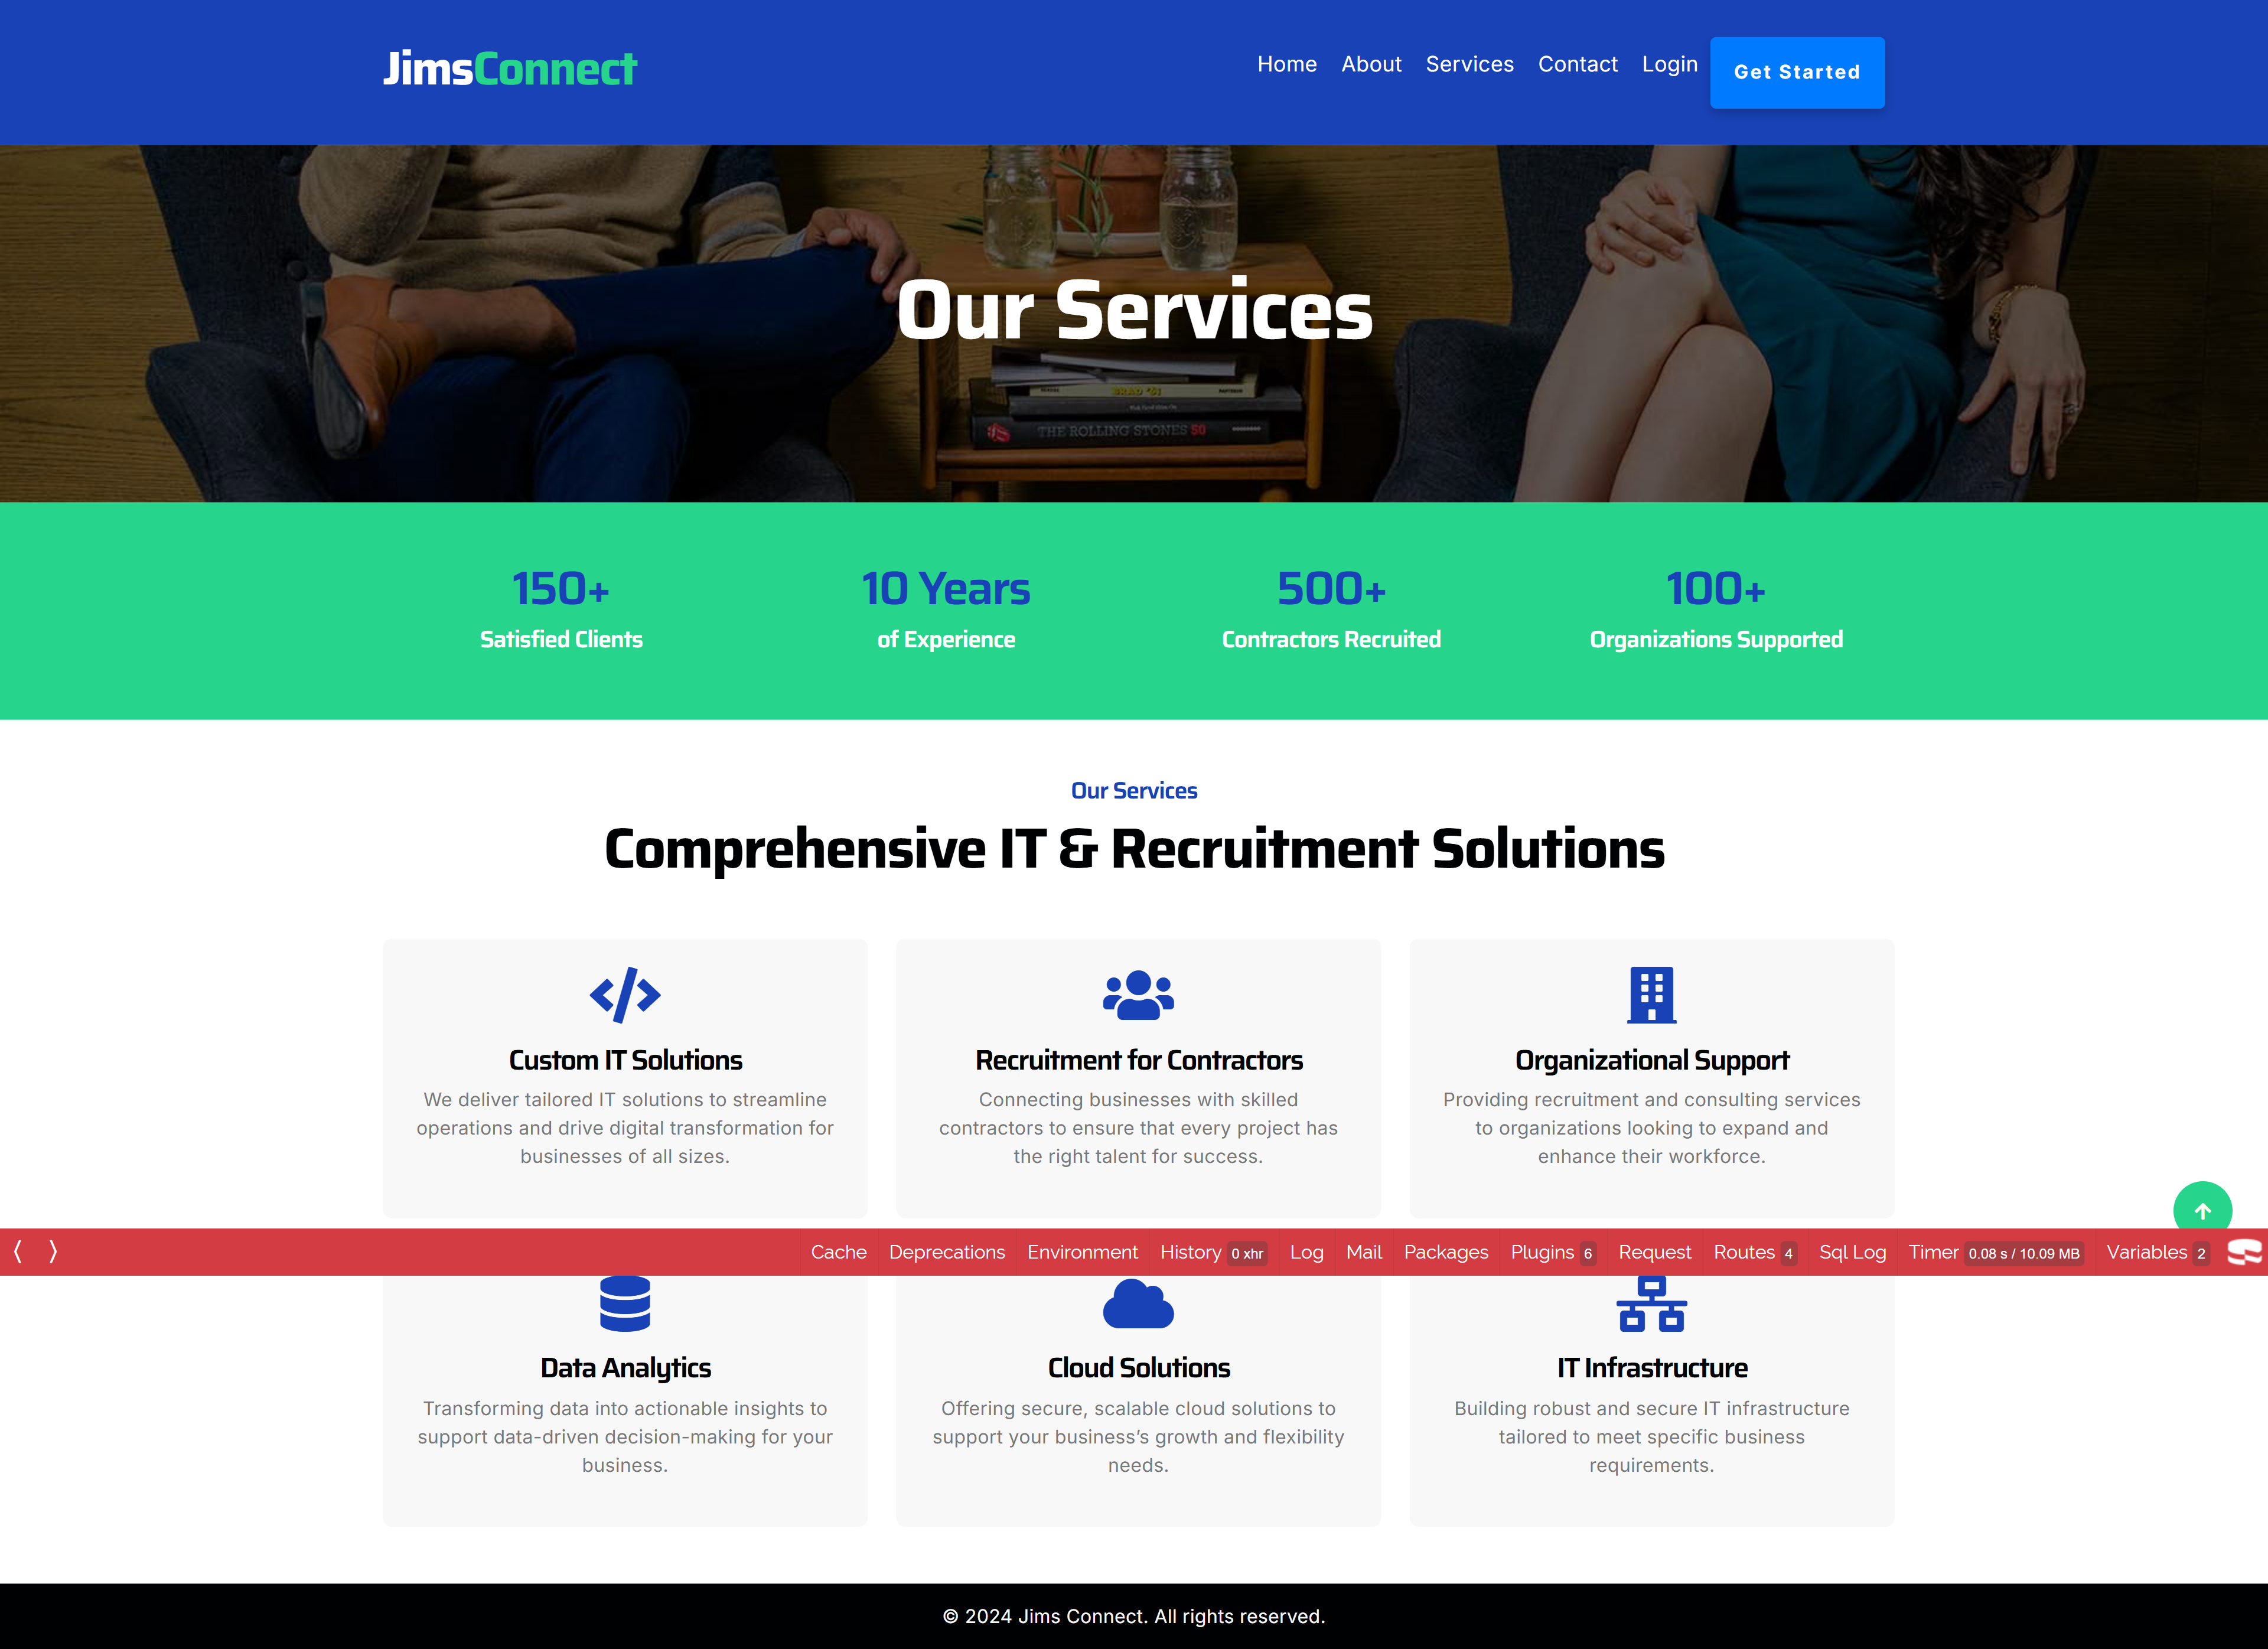 JimsConnect
Home About Services Contact Login Get Started
Our Services
THE ROLLING STONES 50
150+ 10 Years 500+ 100+
Satisfied Clients of Experience Contractors Recruited Organizations Supported
Our Services
Comprehensive IT & Recruitment Solutions
Custom IT Solutions
We deliver tailored IT solutions to streamline
operations and drive digital transformation for
businesses of all sizes.
Recruitment for Contractors
Connecting businesses with skilled
contractors to ensure that every project has
the right talent for success.
Organizational Support
Providing recruitment and consulting services
to organizations looking to expand and
enhance their workforce.
Cache Deprecations Environment History 0 xhr Log Mail Packages Plugins 6 Request Routes 4 Sql Log Timer 0.08 s / 10.09 MB Variables 2
Data Analytics
Transforming data into actionable insights to
support data-driven decision-making for your
business.
Cloud Solutions
Offering secure, scalable cloud solutions to
support your business’s growth and flexibility
needs.
IT Infrastructure
Building robust and secure IT infrastructure
tailored to meet specific business
requirements.
© 2024 Jims Connect. All rights reserved.